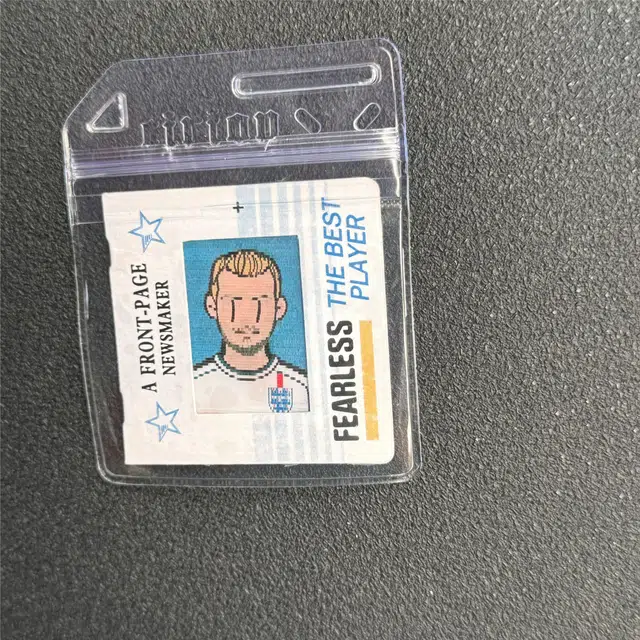 A FRONT-PAGE
NEWSMAKER
FEARLESS THE BEST
PLAYER